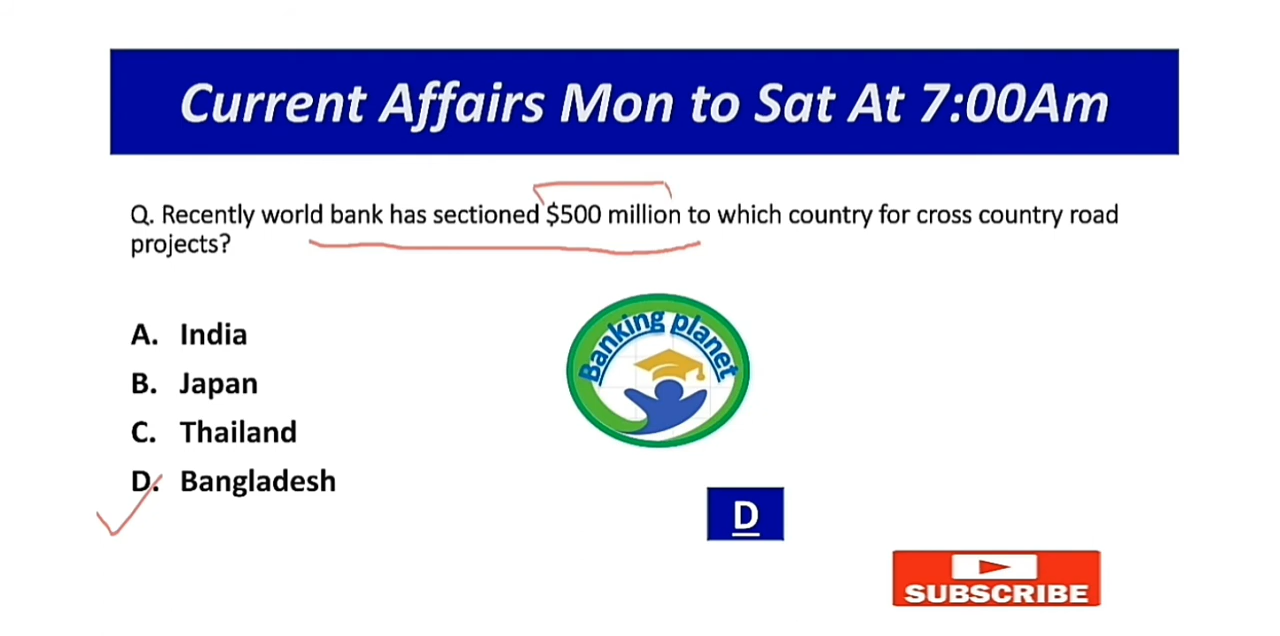 Current Affairs Mon to Sat At 7:00Am
Q. Recently world bank has sectioned $500 million to which country for cross country road
projects?
A. India
B. Japan
C. Thailand
D. Bangladesh
Banking planet
D
SUBSCRIBE